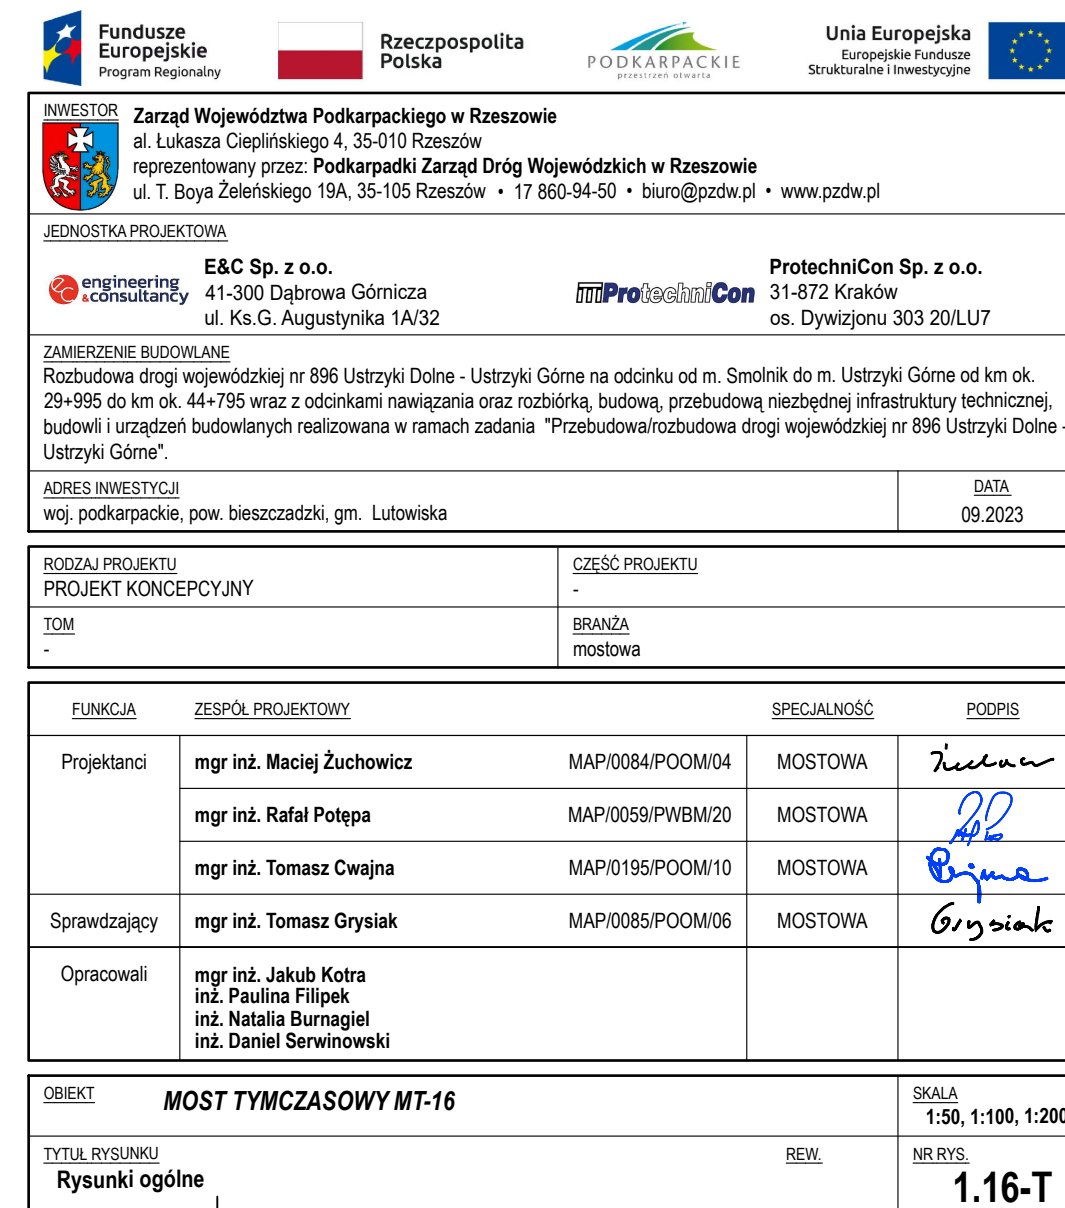 Fundusze
Europejskie
Program Regionalny
Rzeczpospolita
Polska
PODKARPACKIE
przestrzeń otwarta
Unia Europejska
Europejskie Fundusze
Strukturalne i Inwestycyjne
INWESTOR
Zarząd Województwa Podkarpackiego w Rzeszowie
al. Łukasza Cieplińskiego 4, 35-010 Rzeszów
reprezentowany przez: Podkarpadki Zarząd Dróg Wojewódzkich w Rzeszowie
ul. T. Boya Żeleńskiego 19A, 35-105 Rzeszów • 17 860-94-50 • biuro@pzdw.pl • www.pzdw.pl
JEDNOSTKA PROJEKTOWA
engineering
&consultancy
E&C Sp. z o.o.
41-300 Dąbrowa Górnicza
ul. Ks.G. Augustynika 1A/32
ProtechniCon
ProtechniCon Sp. z o.o.
31-872 Kraków
os. Dywizjonu 303 20/LU7
ZAMIERZENIE BUDOWLANE
Rozbudowa drogi wojewódzkiej nr 896 Ustrzyki Dolne - Ustrzyki Górne na odcinku od m. Smolnik do m. Ustrzyki Górne od km ok.
29+995 do km ok. 44+795 wraz z odcinkami nawiązania oraz rozbiórką, budową, przebudową niezbędnej infrastruktury technicznej,
budowli i urządzeń budowlanych realizowana w ramach zadania "Przebudowa/rozbudowa drogi wojewódzkiej nr 896 Ustrzyki Dolne -
Ustrzyki Górne".
ADRES INWESTYCJI
woj. podkarpackie, pow. bieszczadzki, gm. Lutowiska
DATA
09.2023
RODZAJ PROJEKTU
PROJEKT KONCEPCYJNY
CZĘŚĆ PROJEKTU
-
TOM
-
BRANŻA
mostowa
FUNKCJA ZESPÓŁ PROJEKTOWY SPECJALNOŚĆ PODPIS
Projektanci mgr inż. Maciej Żuchowicz MAP/0084/POOM/04 MOSTOWA
mgr inż. Rafał Potępa MAP/0059/PWBM/20 MOSTOWA
mgr inż. Tomasz Cwajna MAP/0195/POOM/10 MOSTOWA
Sprawdzający mgr inż. Tomasz Grysiak MAP/0085/POOM/06 MOSTOWA Grysiak
Opracowali mgr inż. Jakub Kotra
inż. Paulina Filipek
inż. Natalia Burnagiel
inż. Daniel Serwinowski
OBIEKT
MOST TYMCZASOWY MT-16
SKALA
1:50, 1:100, 1:200
TYTUŁ RYSUNKU
Rysunki ogólne
REW.
NR RYS.
1.16-T